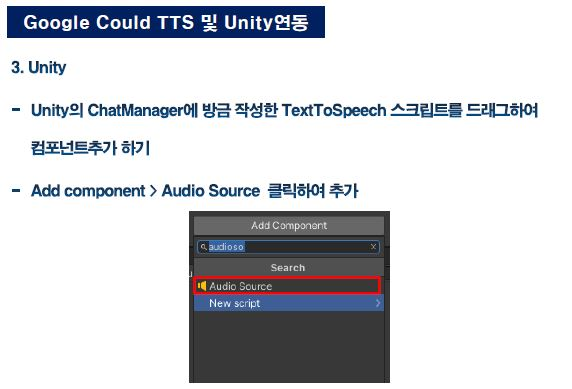 Google Could TTS 및 Unity연동
3. Unity
- Unity의 ChatManager에 방금 작성한 TextToSpeech 스크립트를 드래그하여
컴포넌트추가 하기
- Add component > Audio Source 클릭하여 추가
Add Component
audioso
Search
Audio Source
New script